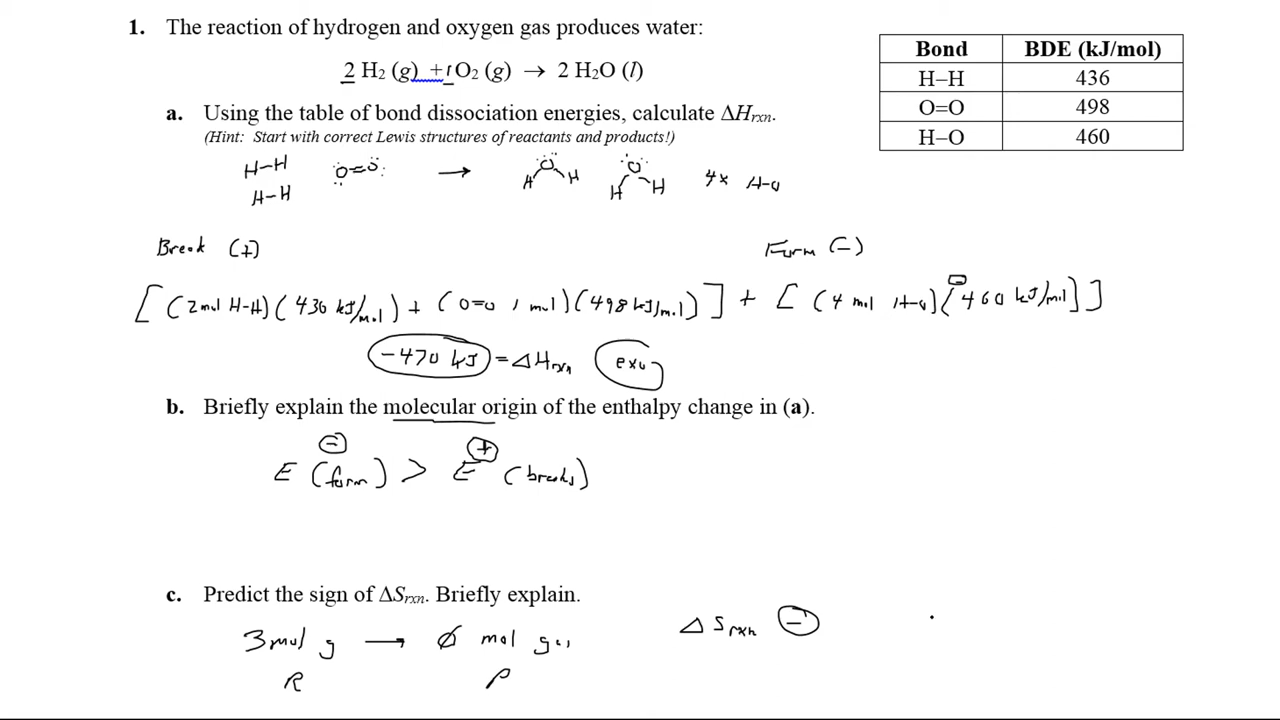 1. The reaction of hydrogen and oxygen gas produces water:
2 H2 (g) + 1 O2 (g) → 2 H2O (l)
Bond BDE (kJ/mol)
H−H 436
O=O 498
H−O 460
a. Using the table of bond dissociation energies, calculate ΔHrxn.
(Hint: Start with correct Lewis structures of reactants and products!)
H-H O=O → O O 4x H-O
H-H H H H H
Break (+) Form (-)
[(2 mol H-H)(436 kJ/mol) + (O=O 1 mol)(498 kJ/mol)] + [(4 mol H-O)[-460 kJ/mol]]
-470 kJ = ΔHrxn exo
b. Briefly explain the molecular origin of the enthalpy change in (a).
- +
E (form) > E (breaks)
c. Predict the sign of ΔSrxn. Briefly explain.
3 mol g → Ø mol gas ΔSrxn -
R P